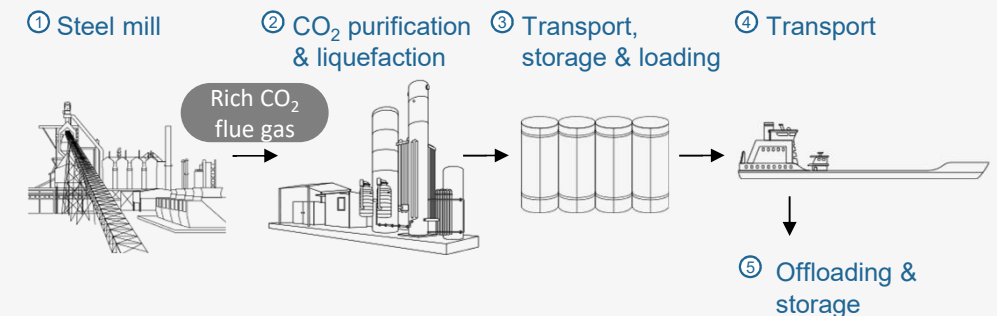 ① Steel mill
② CO₂ purification
& liquefaction
③ Transport,
storage & loading
④ Transport
Rich CO₂
flue gas
⑤ Offloading &
storage